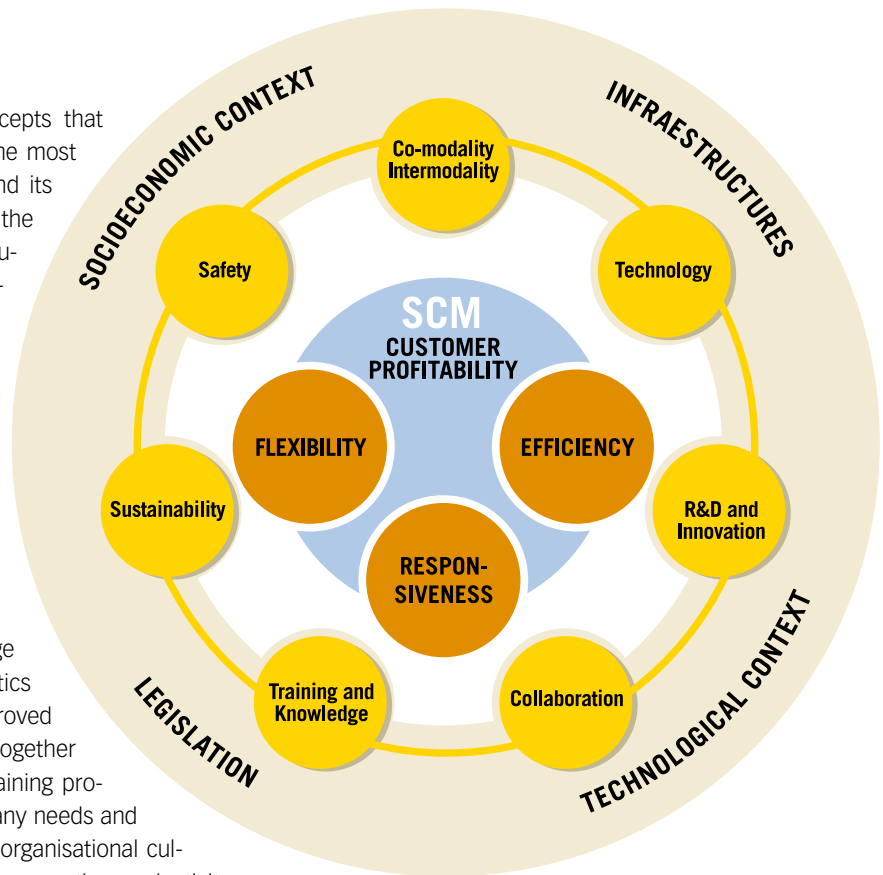 cepts that
ne most
nd its
the
u-
-
ge
tics
roved
ogether
aining pro-
any needs and
organisational cul-
SOCIOECONOMIC CONTEXT
INFRAESTRUCTURES
TECHNOLOGICAL CONTEXT
LEGISLATION
Co-modality
Intermodality
Safety
Technology
Sustainability
R&D and
Innovation
Training and
Knowledge
Collaboration
SCM
CUSTOMER
PROFITABILITY
FLEXIBILITY
EFFICIENCY
RESPON-
SIVENESS